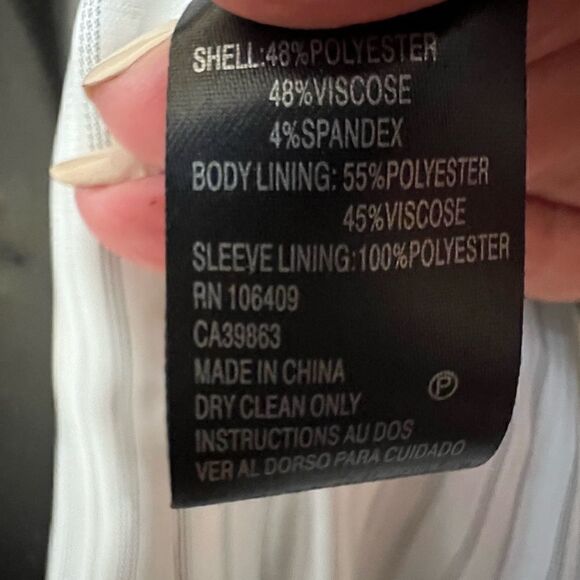 SHELL:48%POLYESTER
48%VISCOSE
4%SPANDEX
BODY LINING: 55%POLYESTER
45%VISCOSE
SLEEVE LINING:100%POLYESTER
RN 106409
CA39863
MADE IN CHINA
DRY CLEAN ONLY
P
INSTRUCTIONS AU DOS
VER AL DORSO PARA CUIDADO